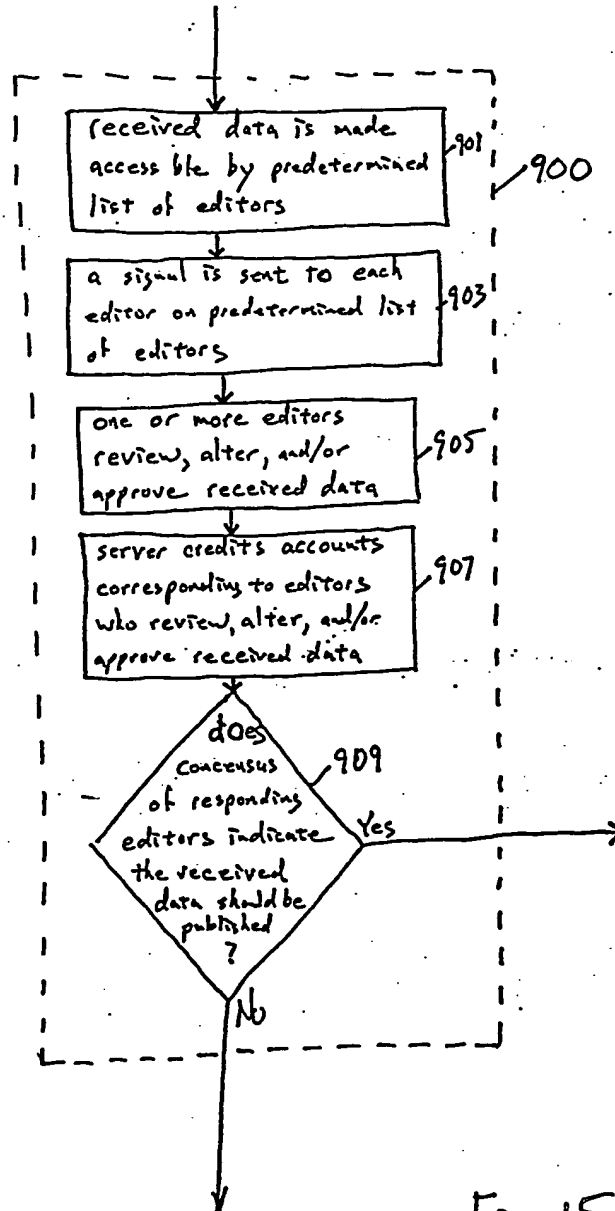 received data is made
access ble by predetermined
list of editors
901
900
a signal is sent to each
editor on predetermined list
of editors
903
one or more editors
review, alter, and/or
approve received data
905
server credits accounts
corresponding to editors
who review, alter, and/or
approve received data
907
does
concensus
of responding
editors indicate
the received
data should be
published
?
909
Yes
No